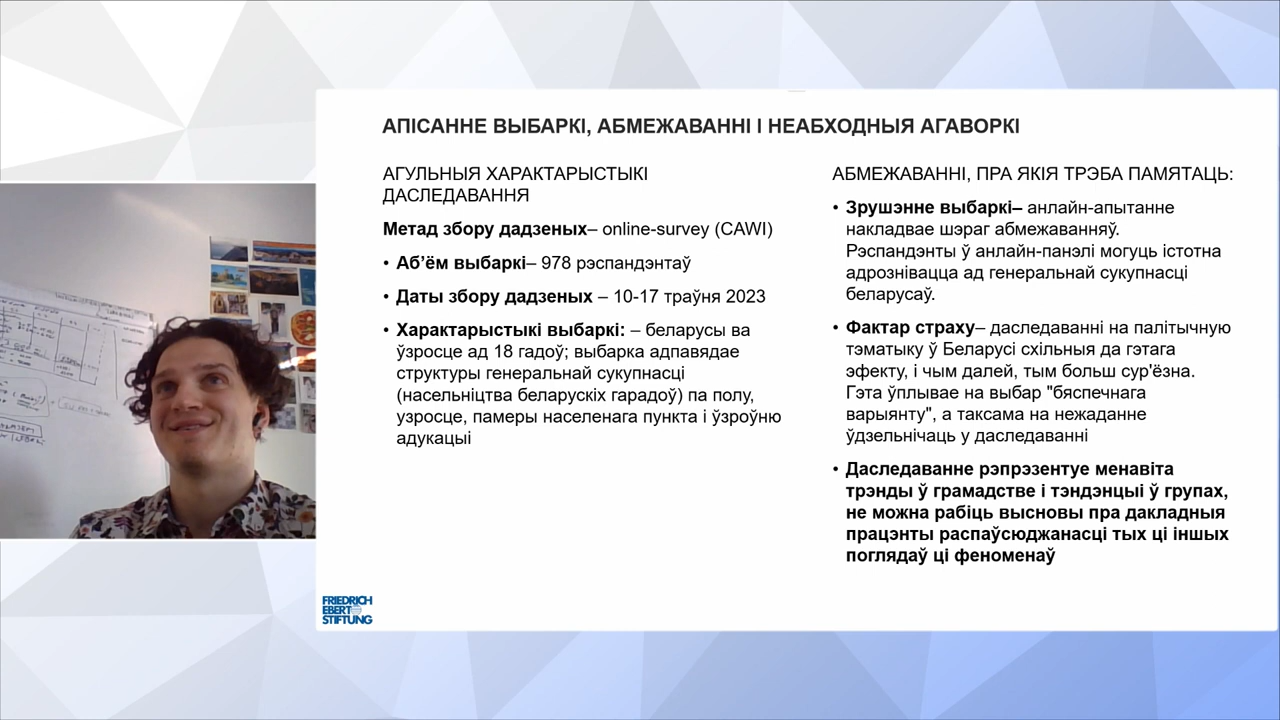 АПІСАННЕ ВЫБАРКІ, АБМЕЖАВАННІ І НЕАБХОДНЫЯ АГАВОРКІ
АГУЛЬНЫЯ ХАРАКТАРЫСТЫКІ
ДАСЛЕДАВАННЯ
Метад збору дадзеных– online-survey (CAWI)
• Аб’ём выбаркі– 978 рэспандэнтаў
• Даты збору дадзеных – 10-17 траўня 2023
• Характарыстыкі выбаркі: – беларусы ва
ўзросце ад 18 гадоў; выбарка адпавядае
структуры генеральнай сукупнасці
(насельніцтва беларускіх гарадоў) па полу,
узросце, памеры населенага пункта і ўзроўню
адукацыі
АБМЕЖАВАННІ, ПРА ЯКІЯ ТРЭБА ПАМЯТАЦЬ:
• Зрушэнне выбаркі– анлайн-апытанне
накладвае шэраг абмежаванняў.
Рэспандэнты ў анлайн-панэлі могуць істотна
адрознівацца ад генеральнай сукупнасці
беларусаў.
• Фактар страху– даследаванні на палітычную
тэматыку ў Беларусі схільныя да гэтага
эфекту, і чым далей, тым больш сур'ёзна.
Гэта ўплывае на выбар "бяспечнага
варыянту", а таксама на нежаданне
ўдзельнічаць у даследаванні
• Даследаванне рэпрэзентуе менавіта
трэнды ў грамадстве і тэндэнцыі ў групах,
не можна рабіць высновы пра дакладныя
працэнты распаўсюджанасці тых ці іншых
поглядаў ці феноменаў
FRIEDRICH
EBERT
STIFTUNG